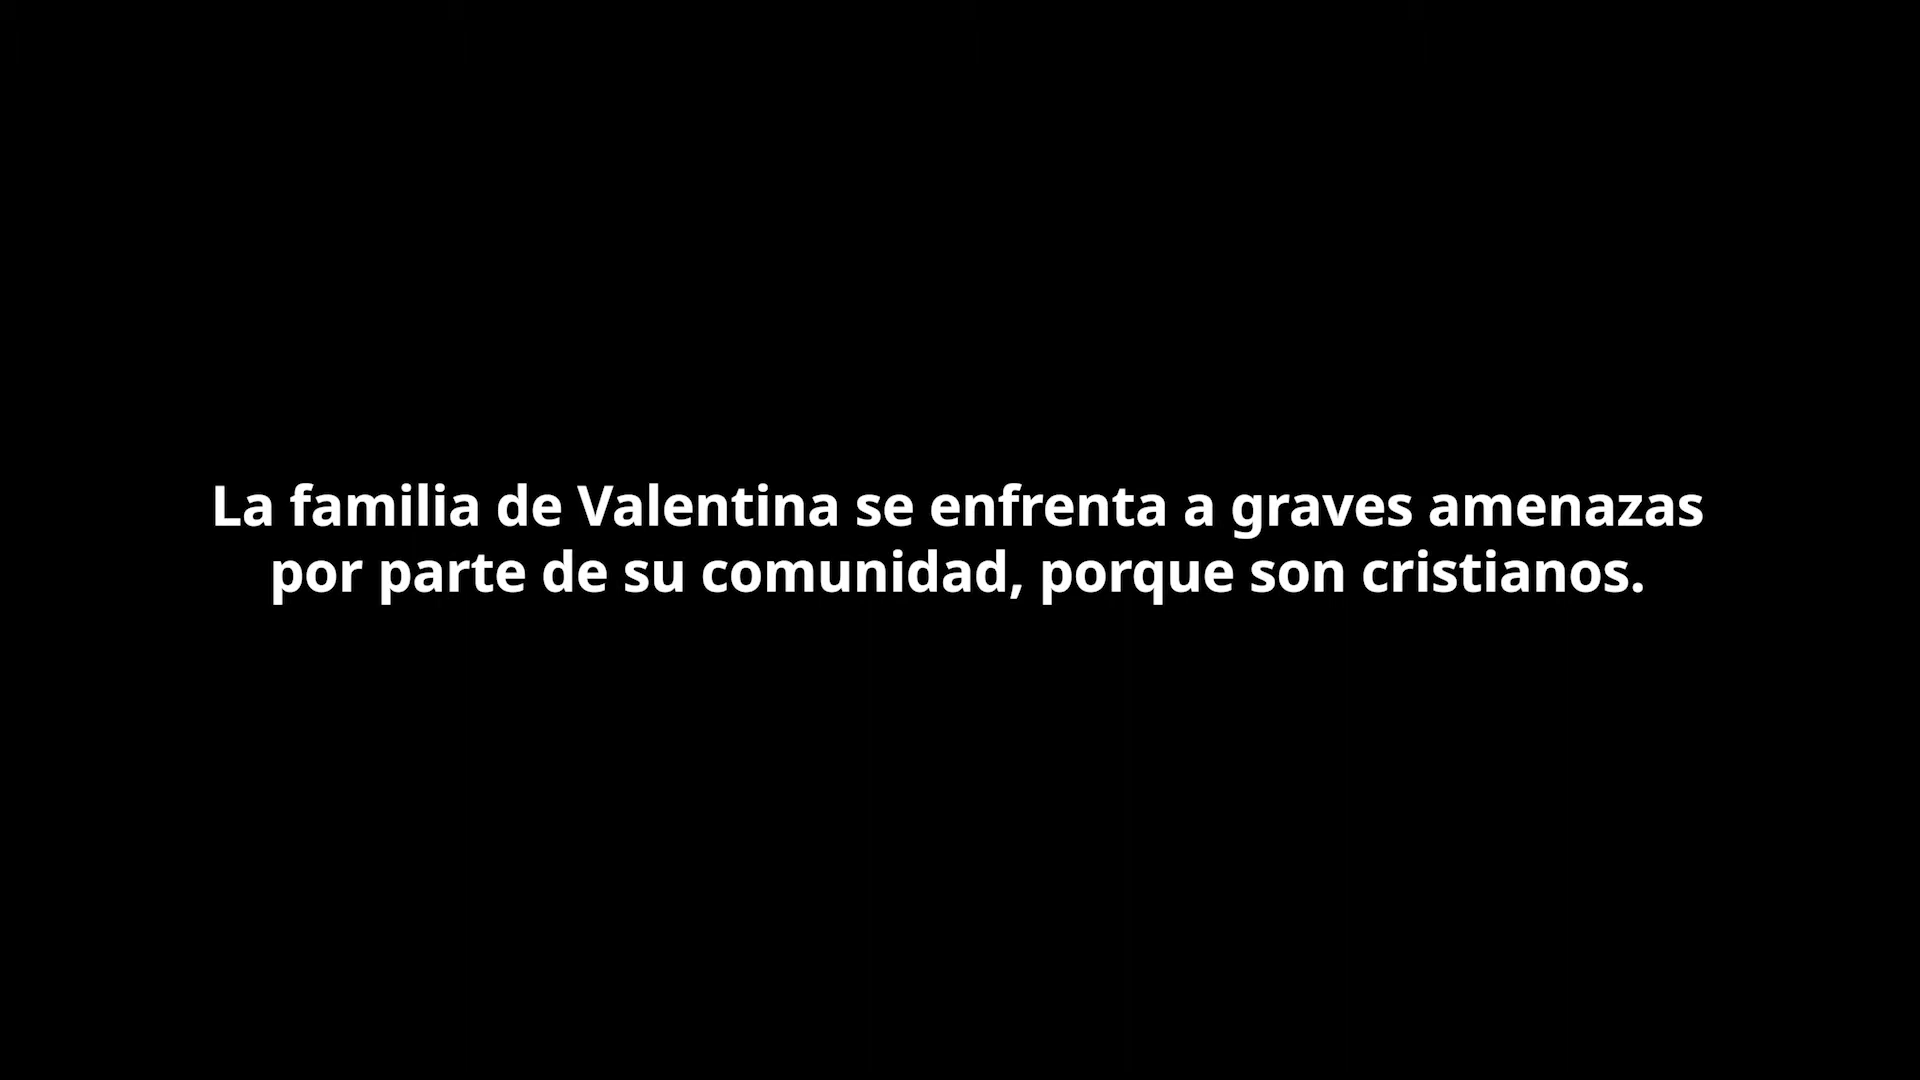 La familia de Valentina se enfrenta a graves amenazas
por parte de su comunidad, porque son cristianos.